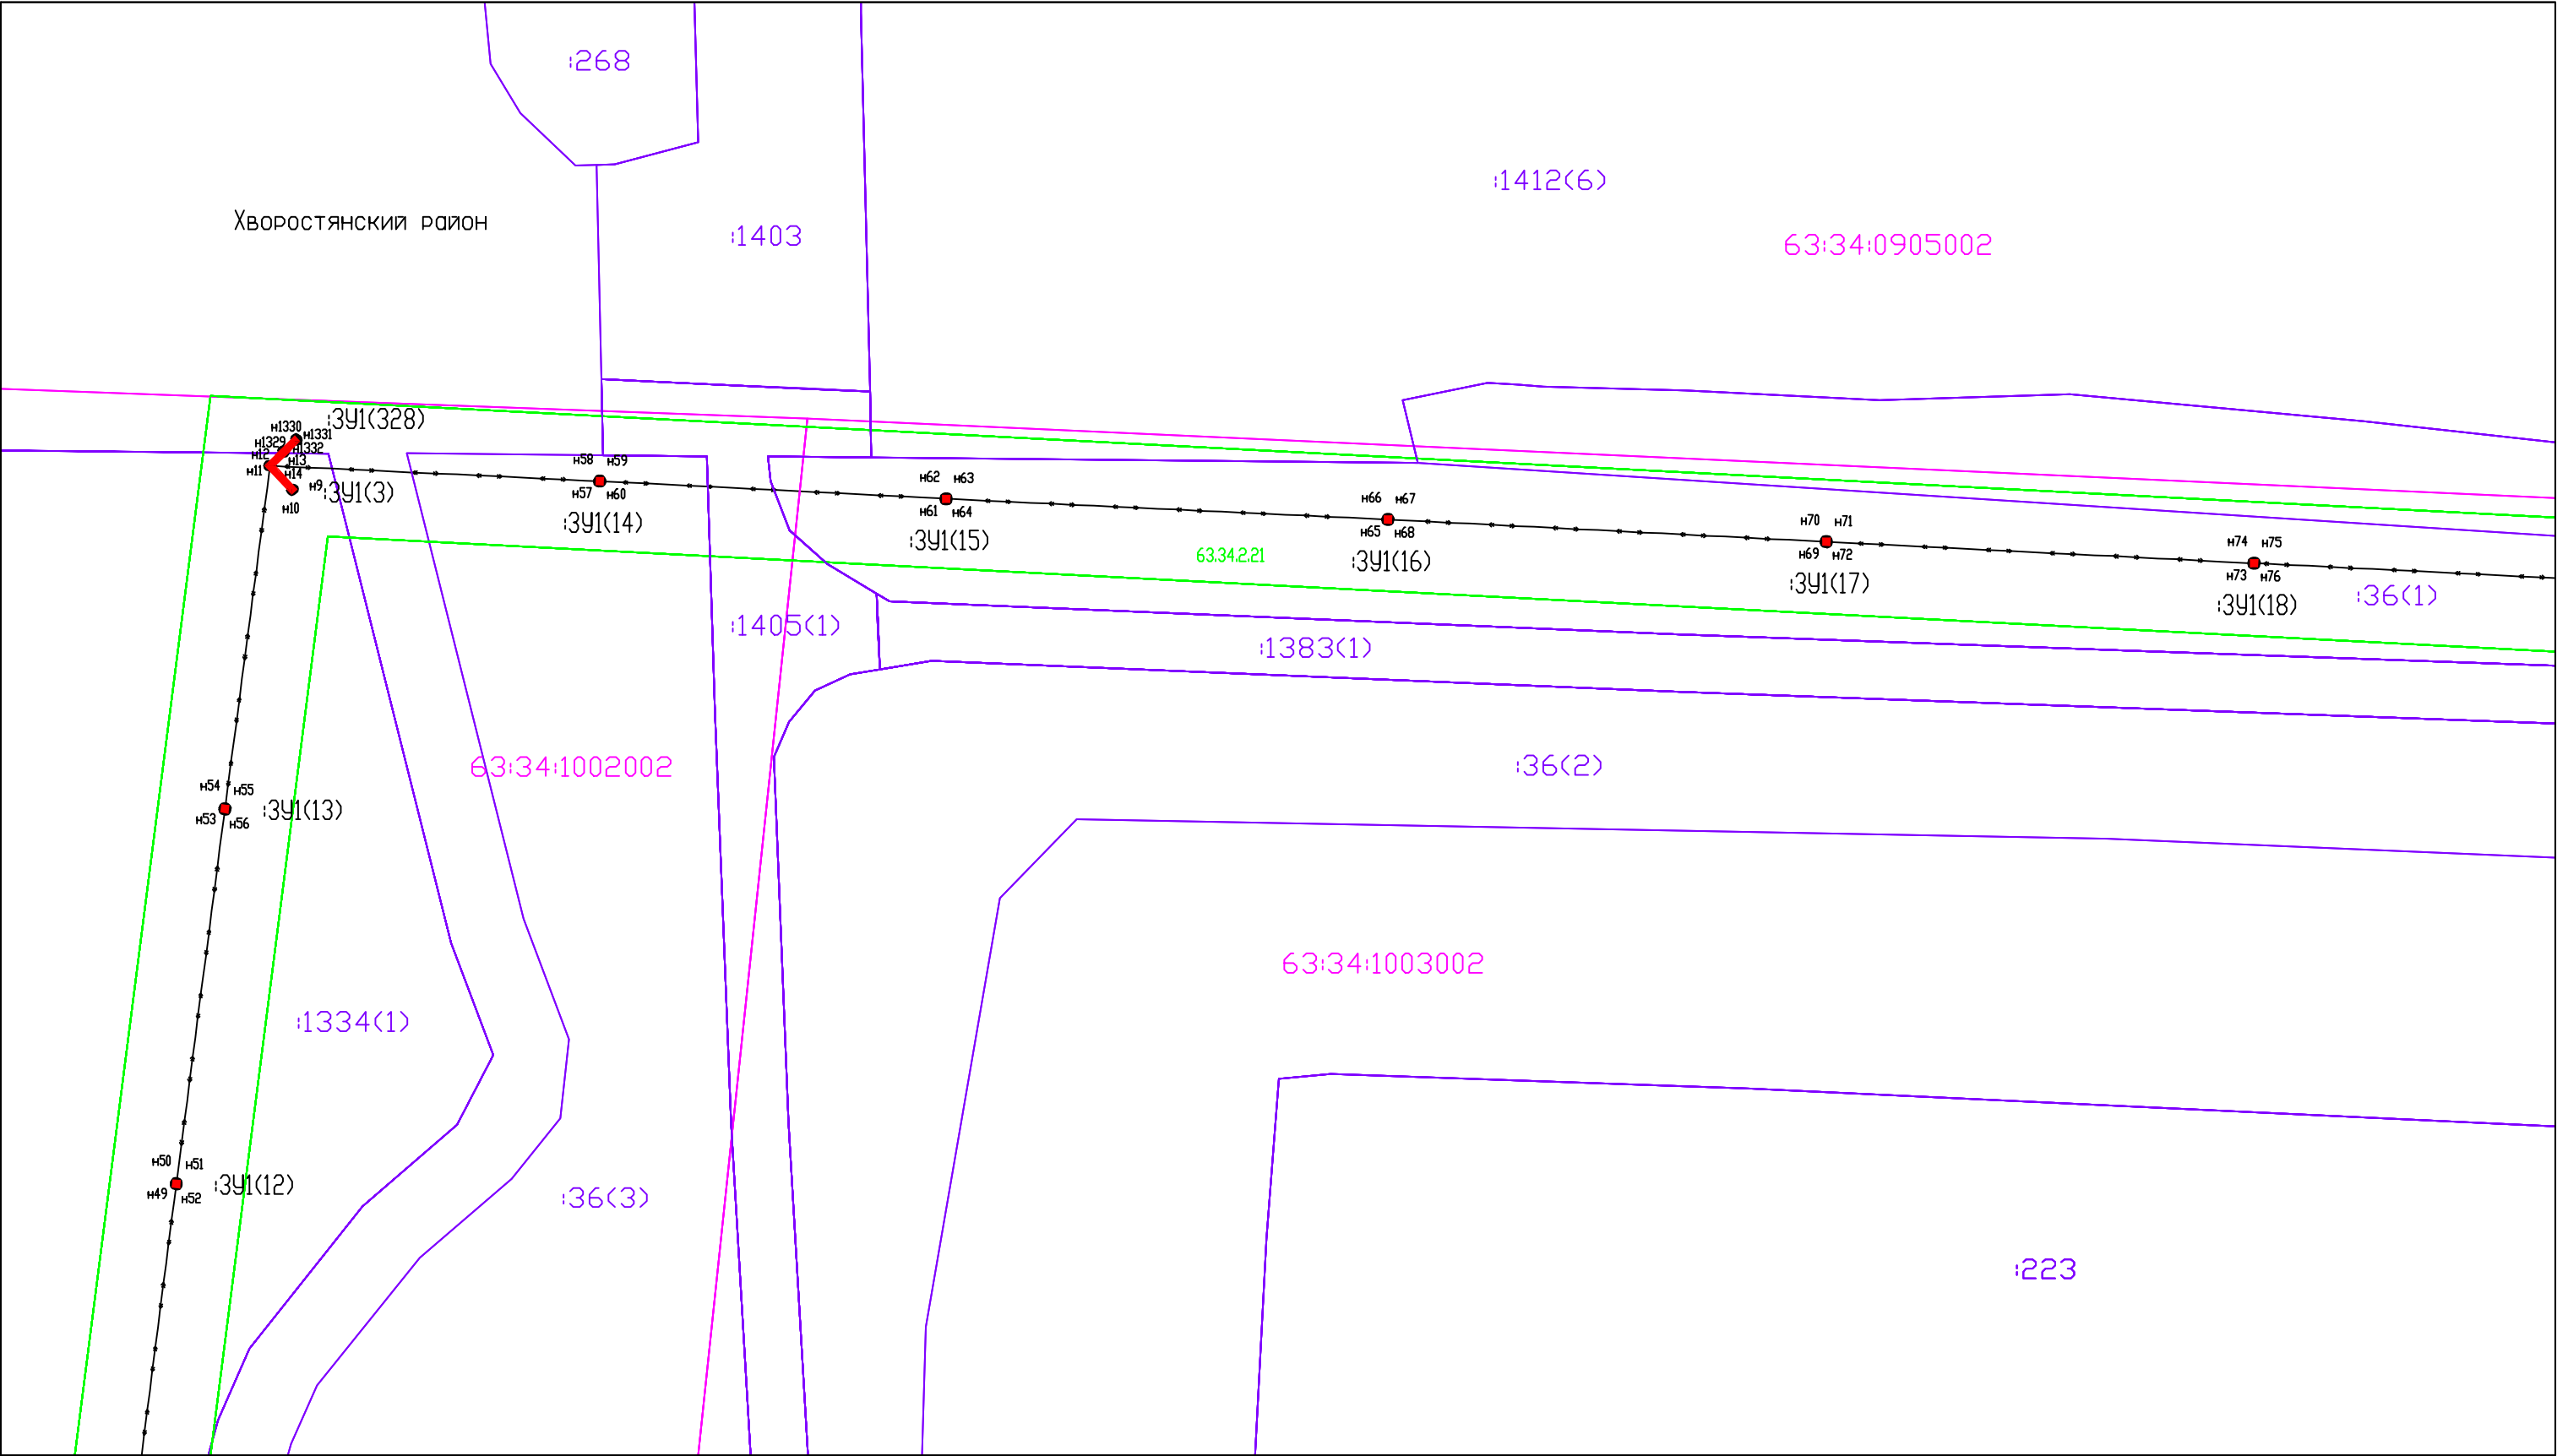 :268
:1412(6)
Хворостянский район
:1403
63:34:0905002
:ЗУ1(328)
н1330
н1331
н1329
н1332
н12
н13
н11
н14
н9
:ЗУ1(3)
н10
н58 н59
н57 н60
:ЗУ1(14)
н62 н63
н61 н64
:ЗУ1(15)
н66 н67
н65 н68
:ЗУ1(16)
63.34.2.21
н70 н71
н69 н72
:ЗУ1(17)
н74 н75
н73 н76
:ЗУ1(18)
:36(1)
:1405(1)
:1383(1)
63:34:1002002
:36(2)
н54 н55
н53 н56
:ЗУ1(13)
63:34:1003002
:1334(1)
н50 н51
н49 н52
:ЗУ1(12)
:36(3)
:223